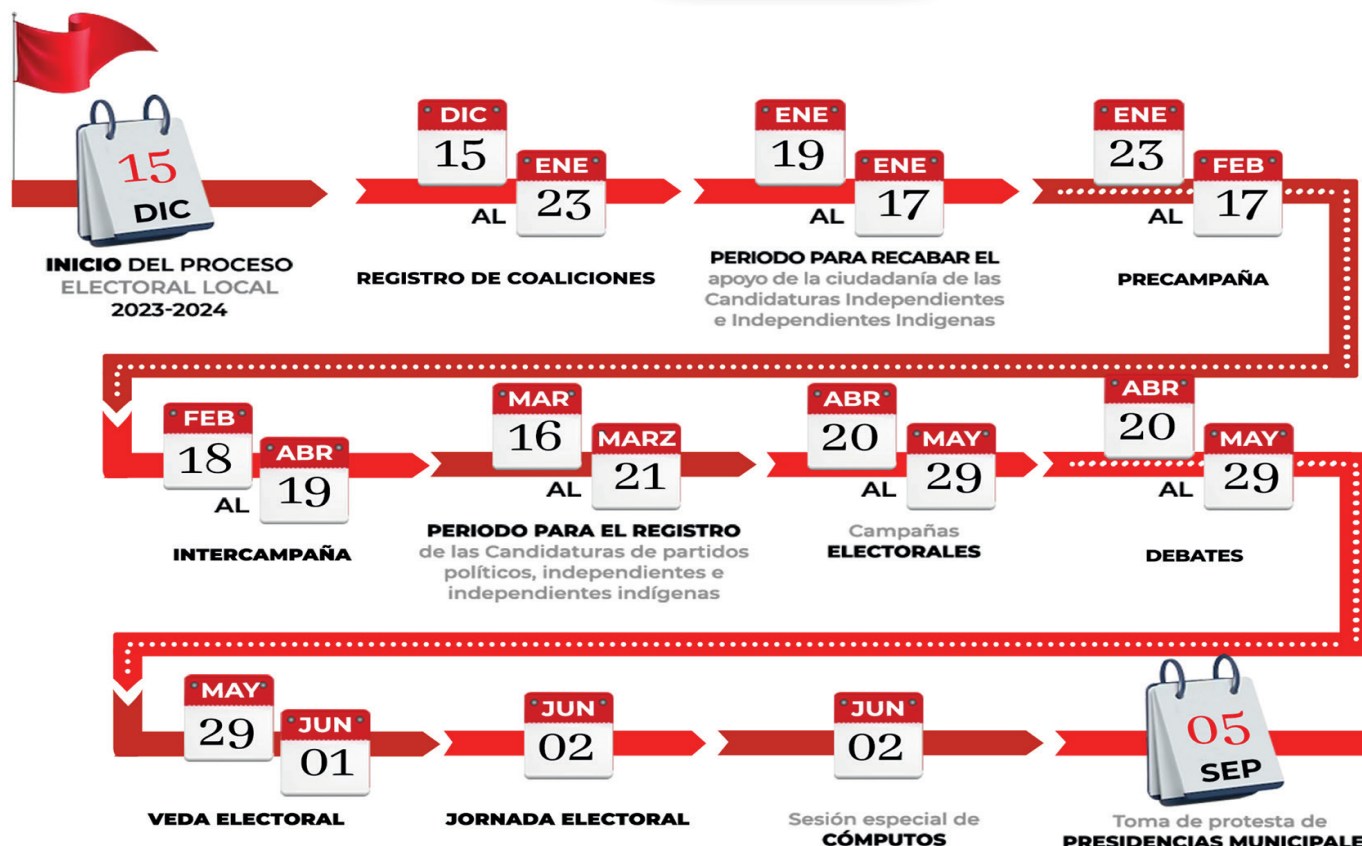 15
DIC
INICIO DEL PROCESO
ELECTORAL LOCAL
2023-2024
DIC
15
AL
ENE
23
REGISTRO DE COALICIONES
ENE
19
AL
ENE
17
PERIODO PARA RECABAR EL
apoyo de la ciudadanía de las
Candidaturas Independientes
e Independientes Indigenas
ENE
23
AL
FEB
17
PRECAMPAÑA
FEB
18
AL
ABR
19
INTERCAMPAÑA
MAR
16
AL
MARZ
21
PERIODO PARA EL REGISTRO
de las Candidaturas de partidos
políticos, independientes e
independientes indígenas
ABR
20
AL
MAY
29
Campañas
ELECTORALES
ABR
20
AL
MAY
29
DEBATES
MAY
29
JUN
01
VEDA ELECTORAL
JUN
02
JORNADA ELECTORAL
JUN
02
Sesión especial de
CÓMPUTOS
05
SEP
Toma de protesta de
PRESIDENCIAS MUNICIPALE